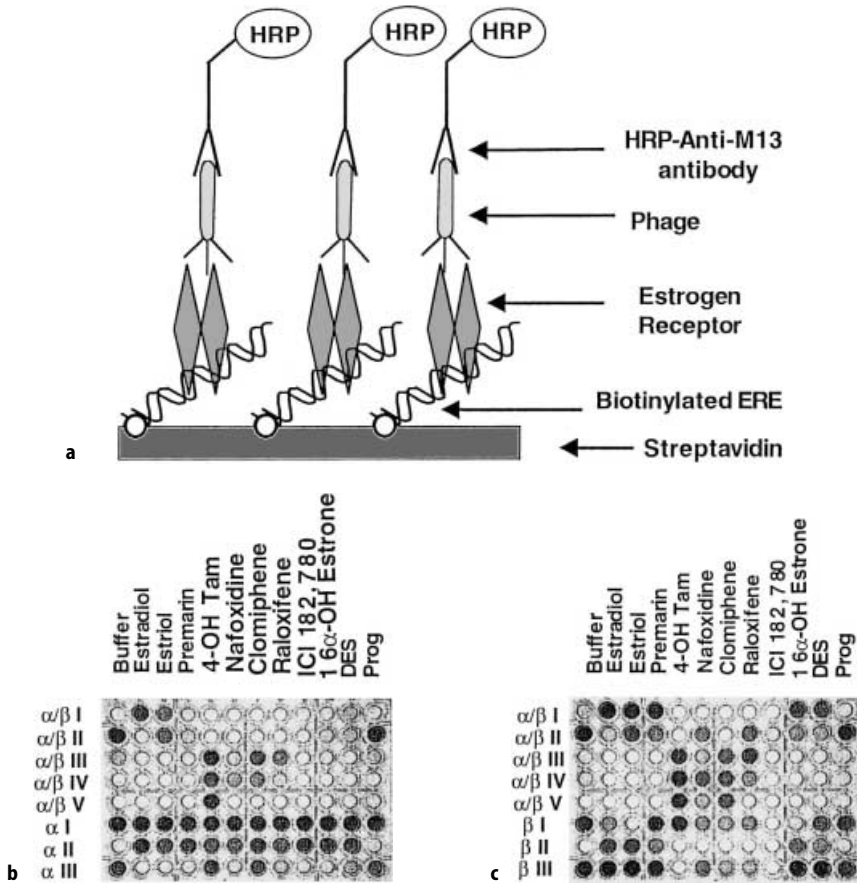 HRP
HRP
HRP
HRP-Anti-M13
antibody
Phage
Estrogen
Receptor
Biotinylated ERE
Streptavidin
a
Buffer
Estradiol
Estriol
Premarin
4-OH Tam
Nafoxidine
Clomiphene
Raloxifene
ICI 182,780
16α-OH Estrone
DES
Prog
α/β I
α/β II
α/β III
α/β IV
α/β V
α I
α II
α III
b
Buffer
Estradiol
Estriol
Premarin
4-OH Tam
Nafoxidine
Clomiphene
Raloxifene
ICI 182,780
16α-OH Estrone
DES
Prog
α/β I
α/β II
α/β III
α/β IV
α/β V
β I
β II
β III
c